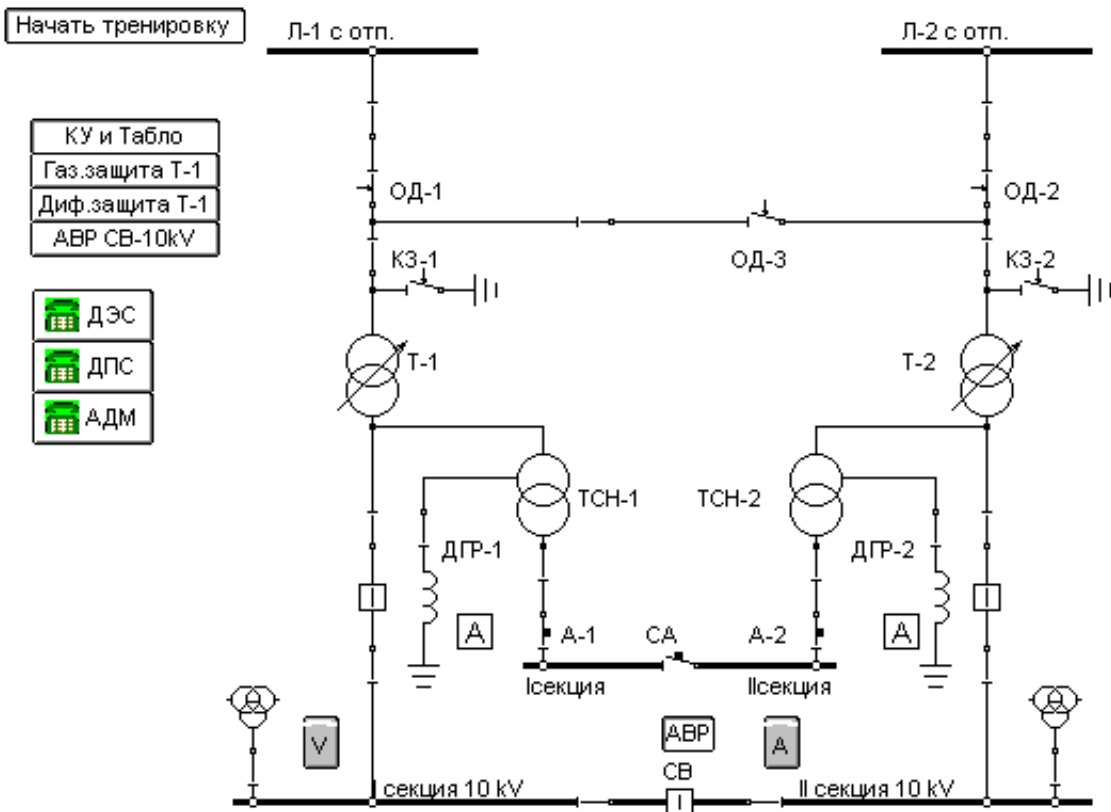 Начать тренировку
Л-1 с отп.
Л-2 с отп.
КУ и Табло
Газ.защита Т-1
Диф.защита Т-1
АВР СВ-10kV
ОД-1
ОД-2
ОД-3
КЗ-1
КЗ-2
ДЭС
ДПС
АДМ
Т-1
Т-2
ТСН-1
ТСН-2
ДГР-1
ДГР-2
А
А-1
СА
А-2
А
Iсекция
IIсекция
V
АВР
А
СВ
I секция 10 kV
II секция 10 kV